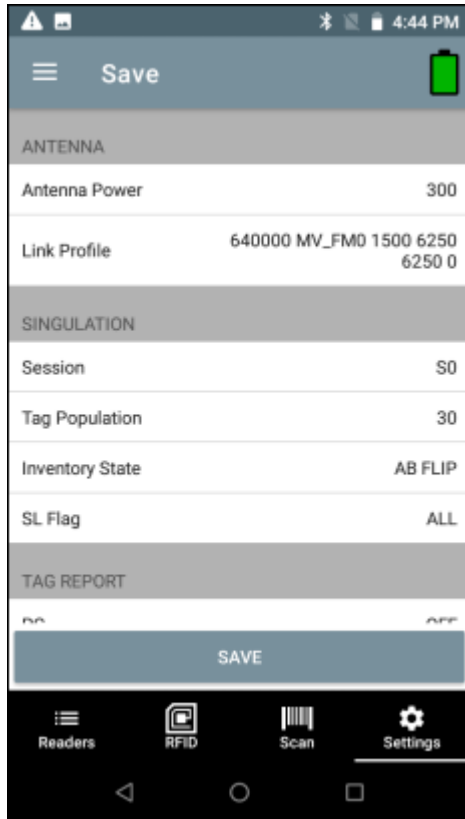 4:44 PM
Save
ANTENNA
Antenna Power 300
Link Profile 640000 MV_FM0 1500 6250
6250 0
SINGULATION
Session S0
Tag Population 30
Inventory State AB FLIP
SL Flag ALL
TAG REPORT
SAVE
Readers RFID Scan Settings